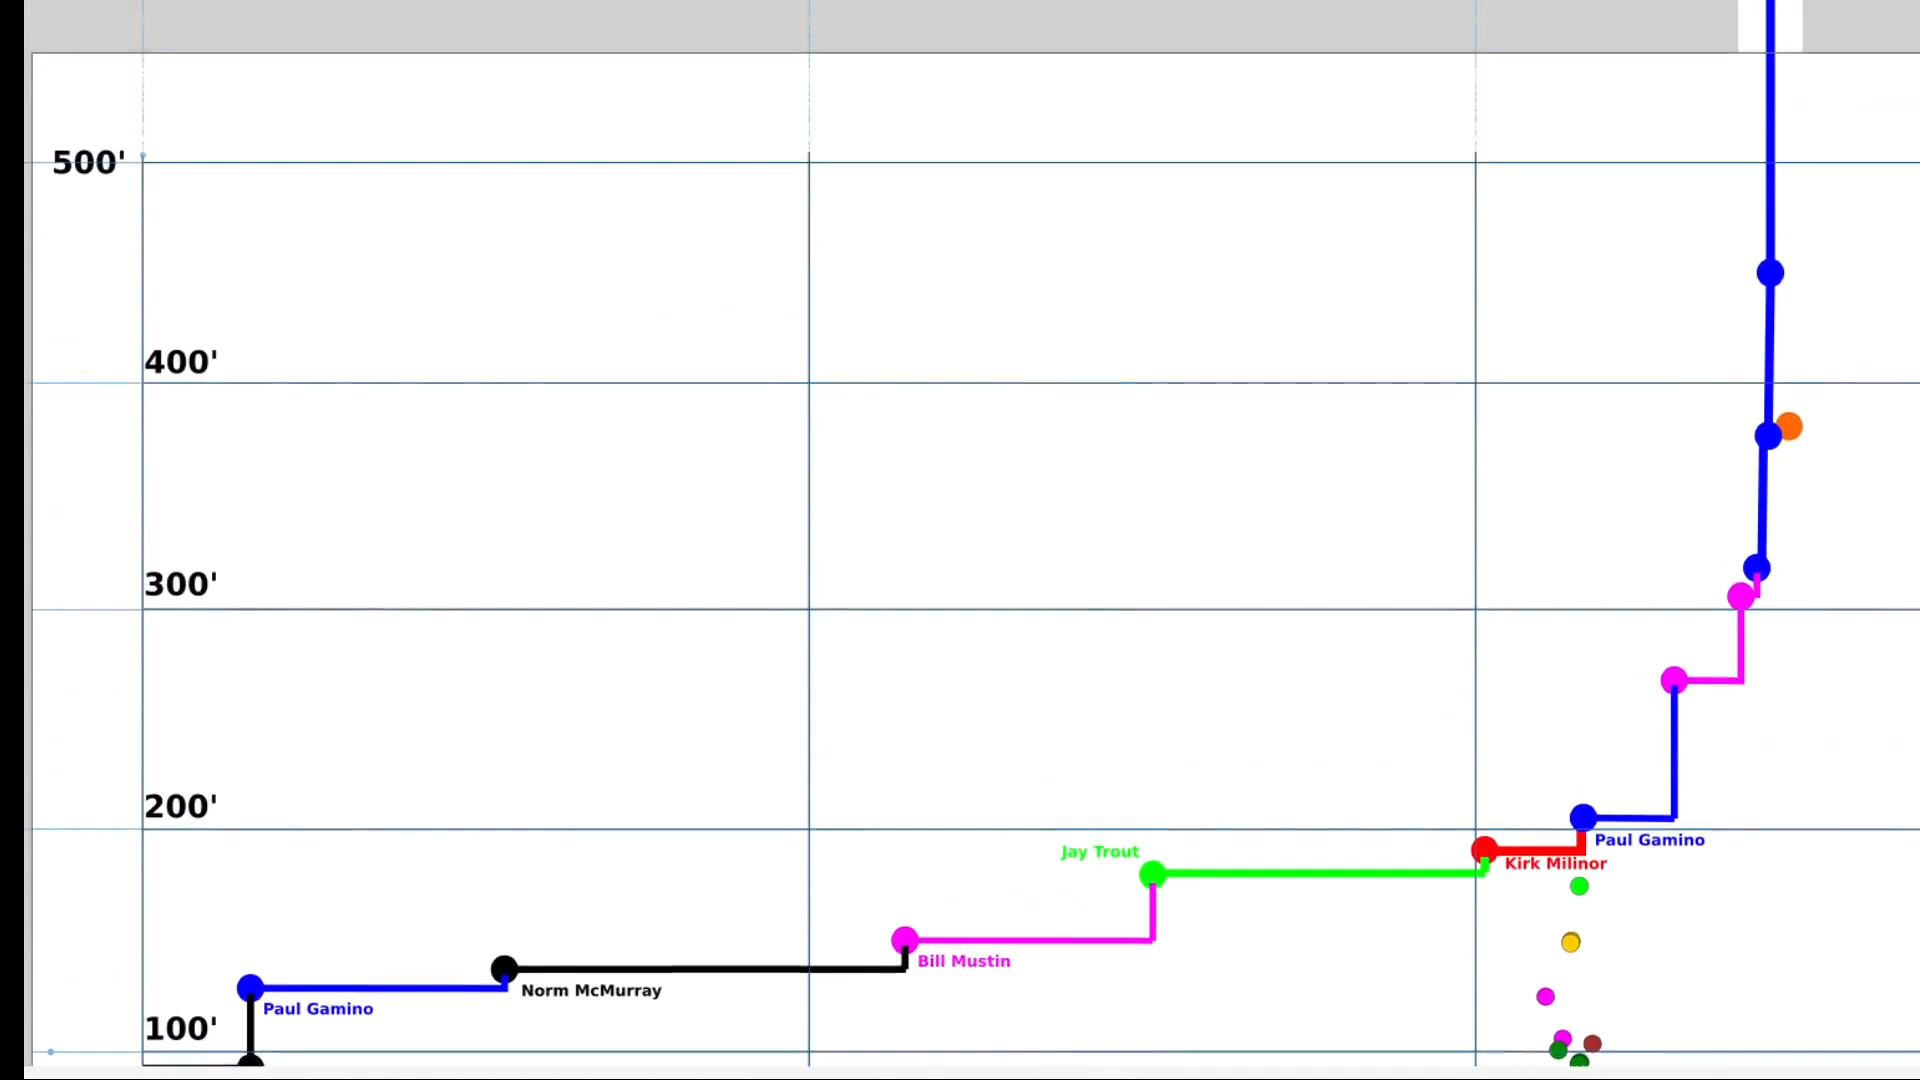 500'
400'
300'
200'
Paul Gamino
Jay Trout
Kirk Milinor
Bill Mustin
Norm McMurray
Paul Gamino
100'